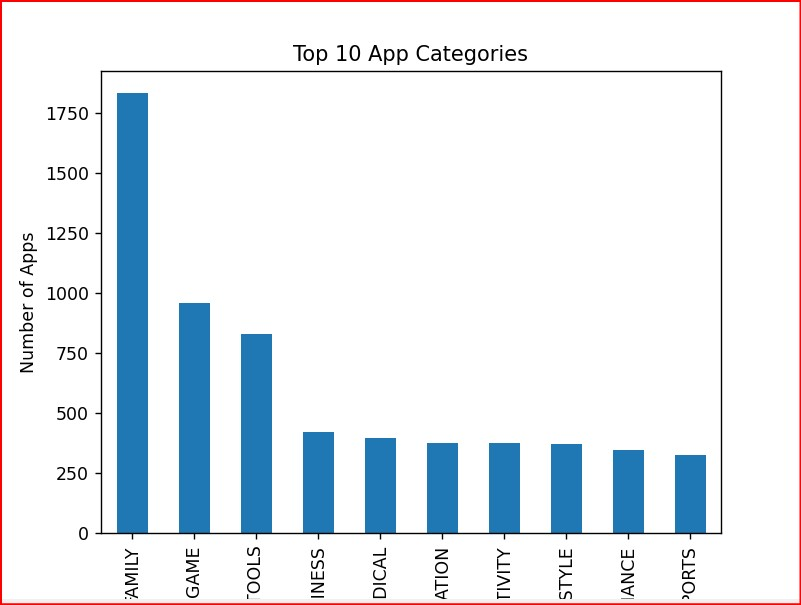 Top 10 App Categories
Number of Apps
1750
1500
1250
1000
750
500
250
0
AMILY
GAME
TOOLS
INESS
DICAL
ATION
TIVITY
STYLE
IANCE
PORTS